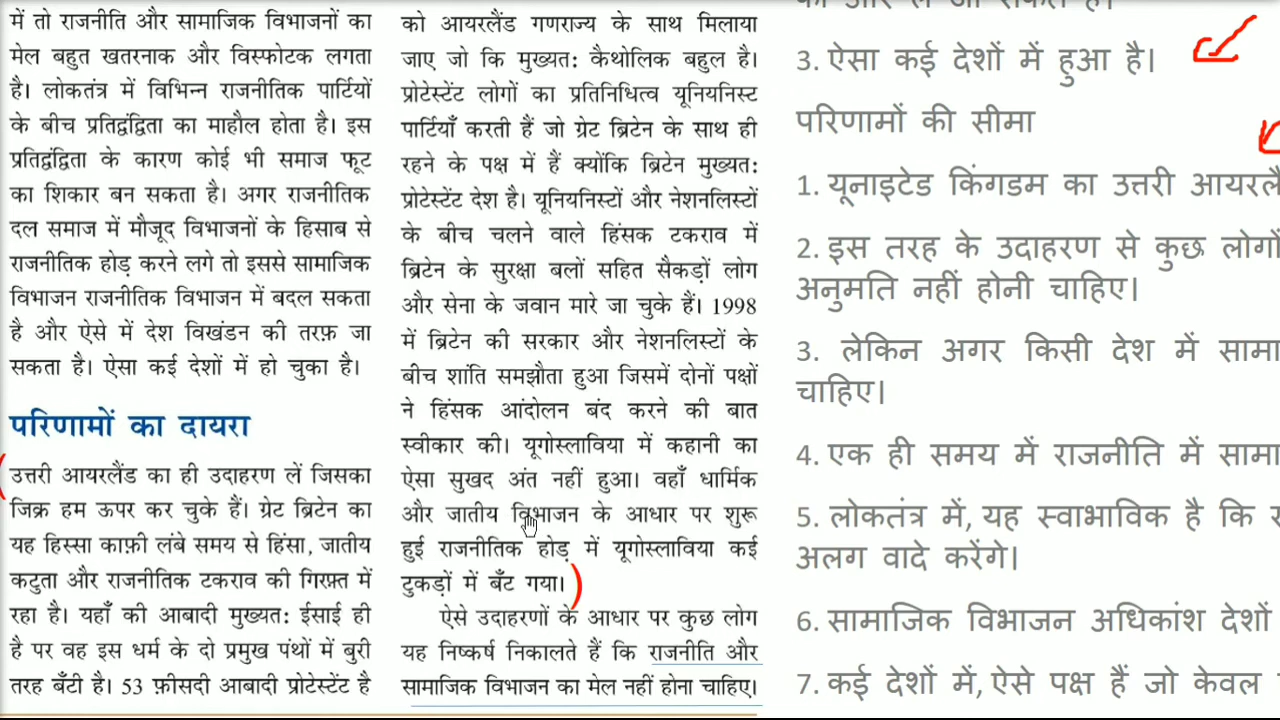 में तो राजनीति और सामाजिक विभाजनों का
मेल बहुत खतरनाक और विस्फोटक लगता
है। लोकतंत्र में विभिन्न राजनीतिक पार्टियों
के बीच प्रतिद्वंद्विता का माहौल होता है। इस
प्रतिद्वंद्विता के कारण कोई भी समाज फूट
का शिकार बन सकता है। अगर राजनीतिक
दल समाज में मौजूद विभाजनों के हिसाब से
राजनीतिक होड़ करने लगे तो इससे सामाजिक
विभाजन राजनीतिक विभाजन में बदल सकता
है और ऐसे में देश विखंडन की तरफ़ जा
सकता है। ऐसा कई देशों में हो चुका है।
परिणामों का दायरा
उत्तरी आयरलैंड का ही उदाहरण लें जिसका
जिक्र हम ऊपर कर चुके हैं। ग्रेट ब्रिटेन का
यह हिस्सा काफ़ी लंबे समय से हिंसा, जातीय
कटुता और राजनीतिक टकराव की गिरफ़्त में
रहा है। यहाँ की आबादी मुख्यत: ईसाई ही
है पर वह इस धर्म के दो प्रमुख पंथों में बुरी
तरह बँटी है। 53 फ़ीसदी आबादी प्रोटेस्टेंट है
को आयरलैंड गणराज्य के साथ मिलाया
जाए जो कि मुख्यत: कैथोलिक बहुल है।
प्रोटेस्टेंट लोगों का प्रतिनिधित्व यूनियनिस्ट
पार्टियाँ करती हैं जो ग्रेट ब्रिटेन के साथ ही
रहने के पक्ष में हैं क्योंकि ब्रिटेन मुख्यत:
प्रोटेस्टेंट देश है। यूनियनिस्टों और नेशनलिस्टों
के बीच चलने वाले हिंसक टकराव में
ब्रिटेन के सुरक्षा बलों सहित सैकड़ों लोग
और सेना के जवान मारे जा चुके हैं। 1998
में ब्रिटेन की सरकार और नेशनलिस्टों के
बीच शांति समझौता हुआ जिसमें दोनों पक्षों
ने हिंसक आंदोलन बंद करने की बात
स्वीकार की। यूगोस्लाविया में कहानी का
ऐसा सुखद अंत नहीं हुआ। वहाँ धार्मिक
और जातीय विभाजन के आधार पर शुरू
हुई राजनीतिक होड़ में यूगोस्लाविया कई
टुकड़ों में बँट गया।
ऐसे उदाहरणों के आधार पर कुछ लोग
यह निष्कर्ष निकालते हैं कि राजनीति और
सामाजिक विभाजन का मेल नहीं होना चाहिए।
3. ऐसा कई देशों में हुआ है।
परिणामों की सीमा
1. यूनाइटेड किंगडम का उत्तरी
2. इस तरह के उदाहरण से कुछ लोगों
अनुमति नहीं होनी चाहिए।
3. लेकिन अगर किसी देश में
चाहिए।
4. एक ही समय में राजनीति में
5. लोकतंत्र में, यह स्वाभाविक है कि
अलग वादे करेंगे।
6. सामाजिक विभाजन अधिकांश देशों
7. कई देशों में, ऐसे पक्ष हैं जो केवल